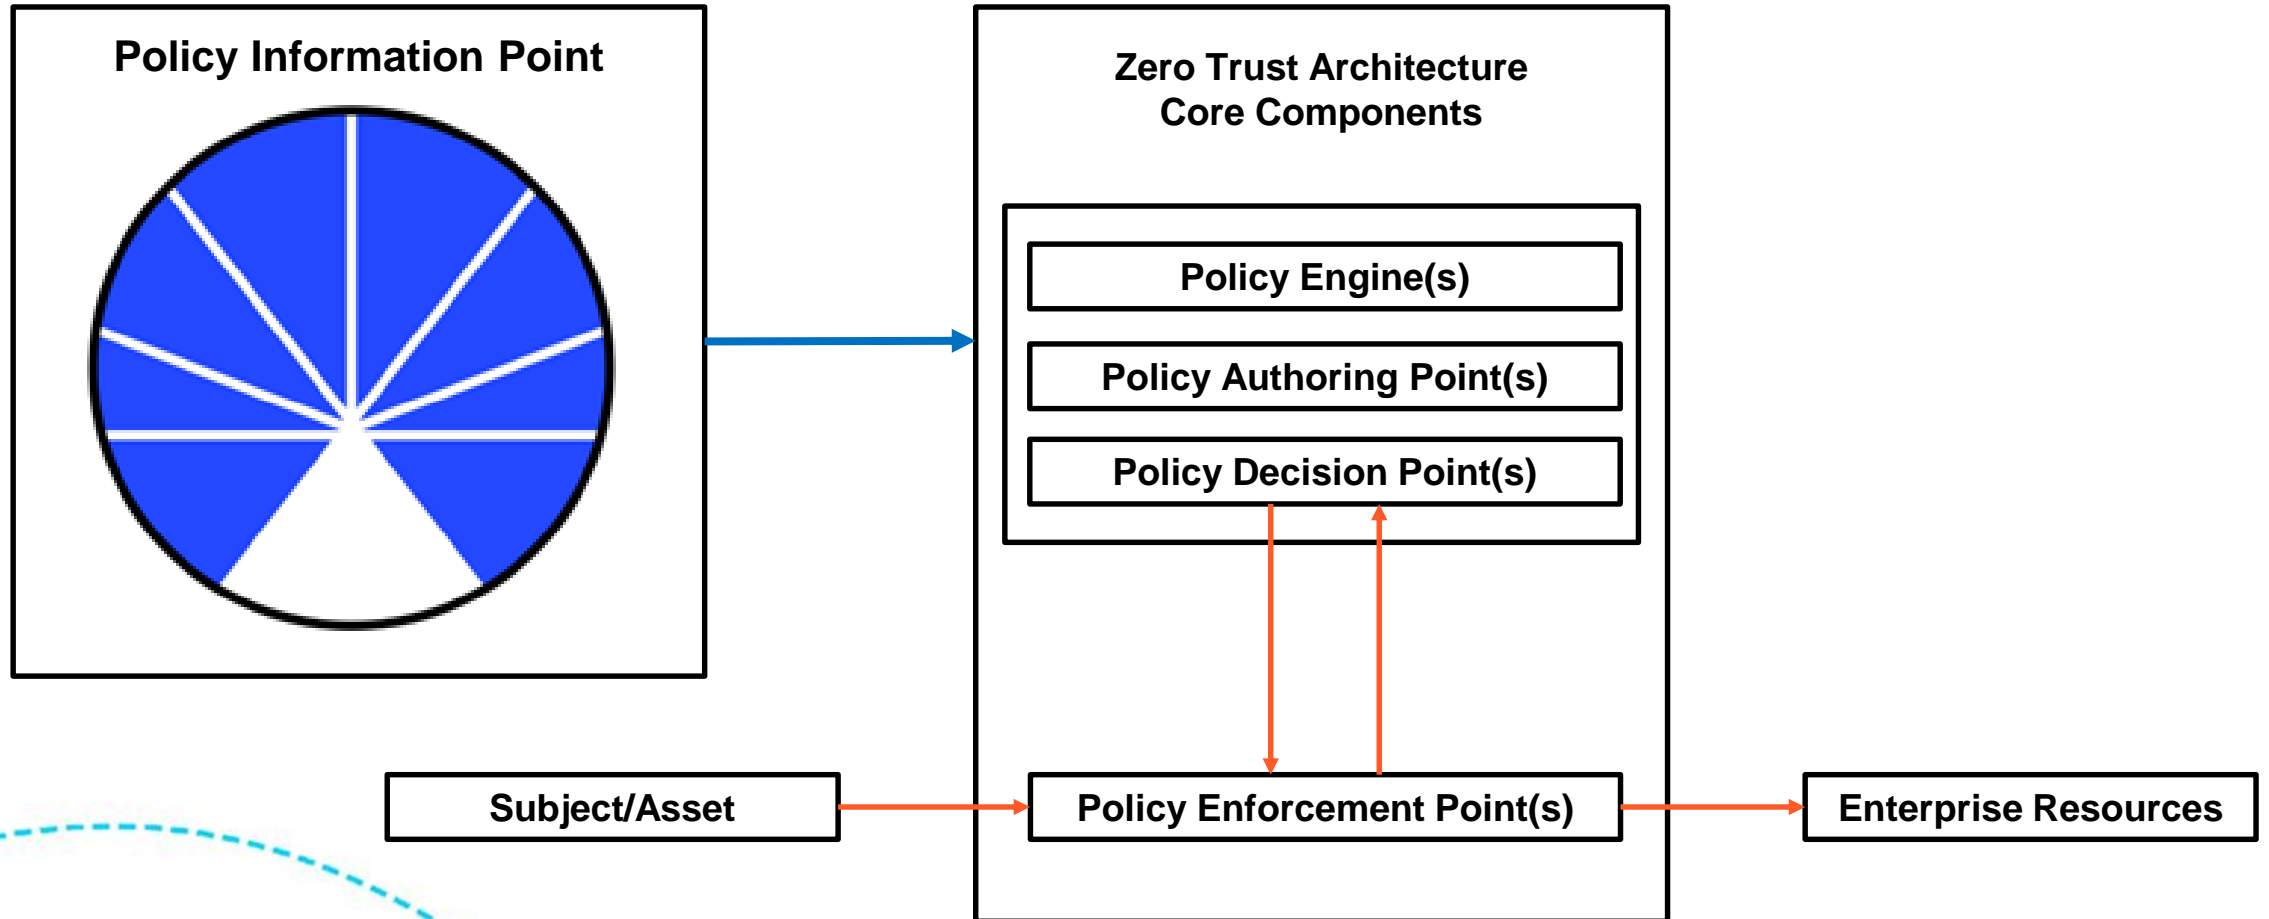 Policy Information Point
Zero Trust Architecture
Core Components
Policy Engine(s)
Policy Authoring Point(s)
Policy Decision Point(s)
Subject/Asset
Policy Enforcement Point(s)
Enterprise Resources